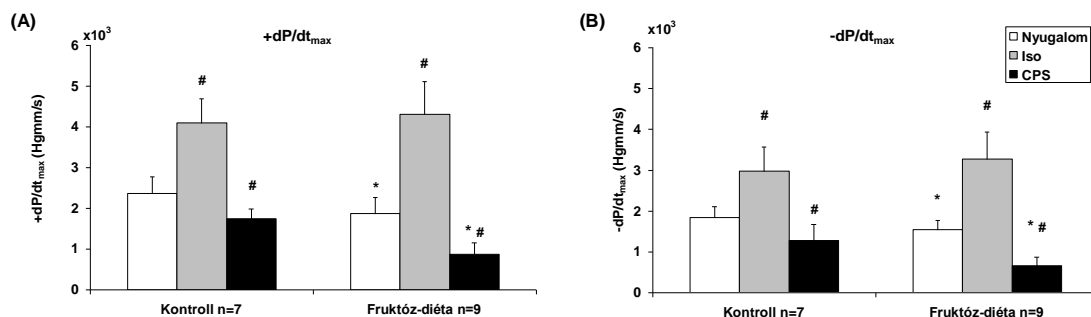 (A)
x10³
+dP/dtmax
+dP/dtmax (Hgmm/s)
6
5
4
3
2
1
0
#
#
*
#
* #
Kontroll n=7
Fruktóz-diéta n=9
(B)
x10³
-dP/dtmax
-dP/dtmax (Hgmm/s)
6
5
4
3
2
1
0
#
#
*
#
* #
Kontroll n=7
Fruktóz-diéta n=9
Nyugalom
Iso
CPS